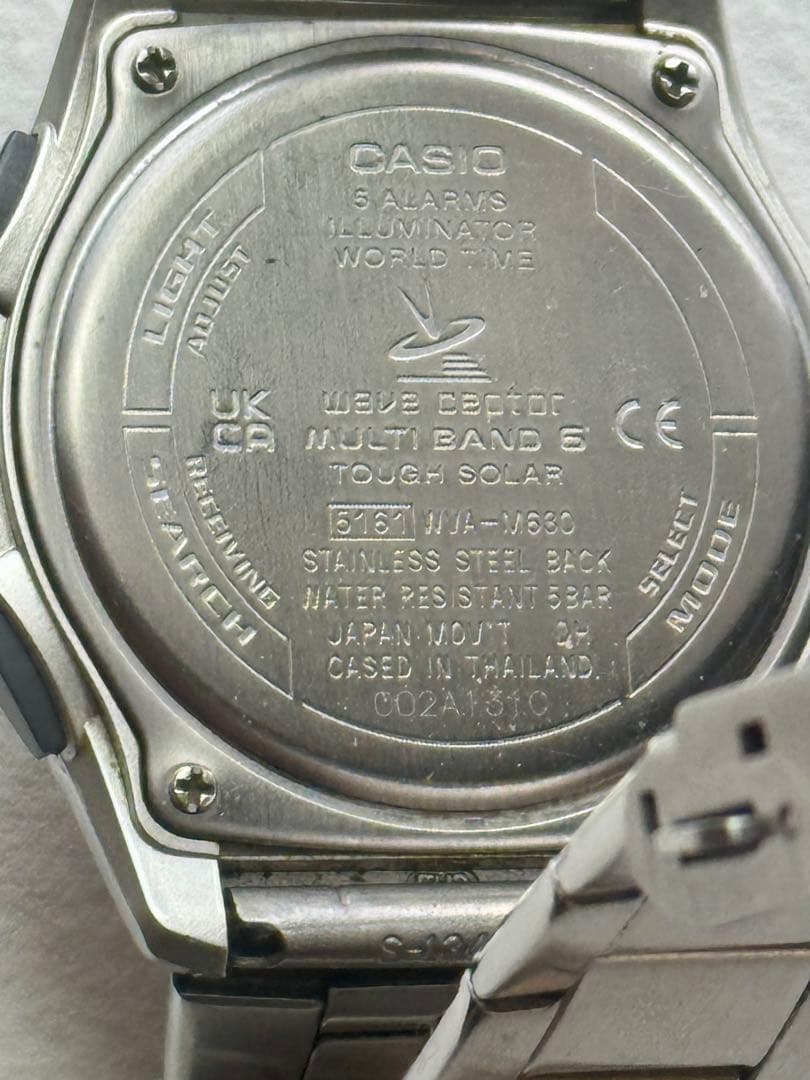 CASIO
5 ALARMS
ILLUMINATOR
WORLD TIME
LIGHT
ADJUST
UK
CA
wave ceptor
CE
MULTI BAND 6
TOUGH SOLAR
5161 WVA-M630
STAINLESS STEEL BACK
WATER RESISTANT 5BAR
JAPAN MOV'T
CASED IN THAILAND.
002A131C
SEARCH
RECEIVING
SELECT
MODE